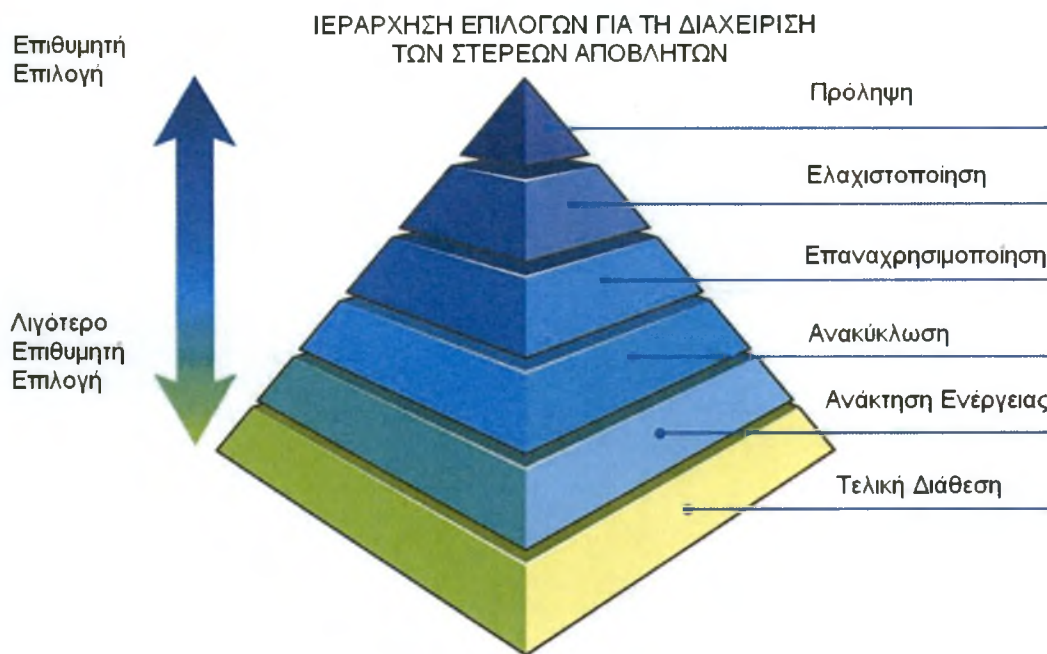 ΙΕΡΑΡΧΗΣΗ ΕΠΙΛΟΓΩΝ ΓΙΑ ΤΗ ΔΙΑΧΕΙΡΙΣΗ
ΤΩΝ ΣΤΕΡΕΩΝ ΑΠΟΒΛΗΤΩΝ
Επιθυμητή
Επιλογή
Λιγότερο
Επιθυμητή
Επιλογή
Πρόληψη
Ελαχιστοποίηση
Επαναχρησιμοποίηση
Ανακύκλωση
Ανάκτηση Ενέργειας
Τελική Διάθεση